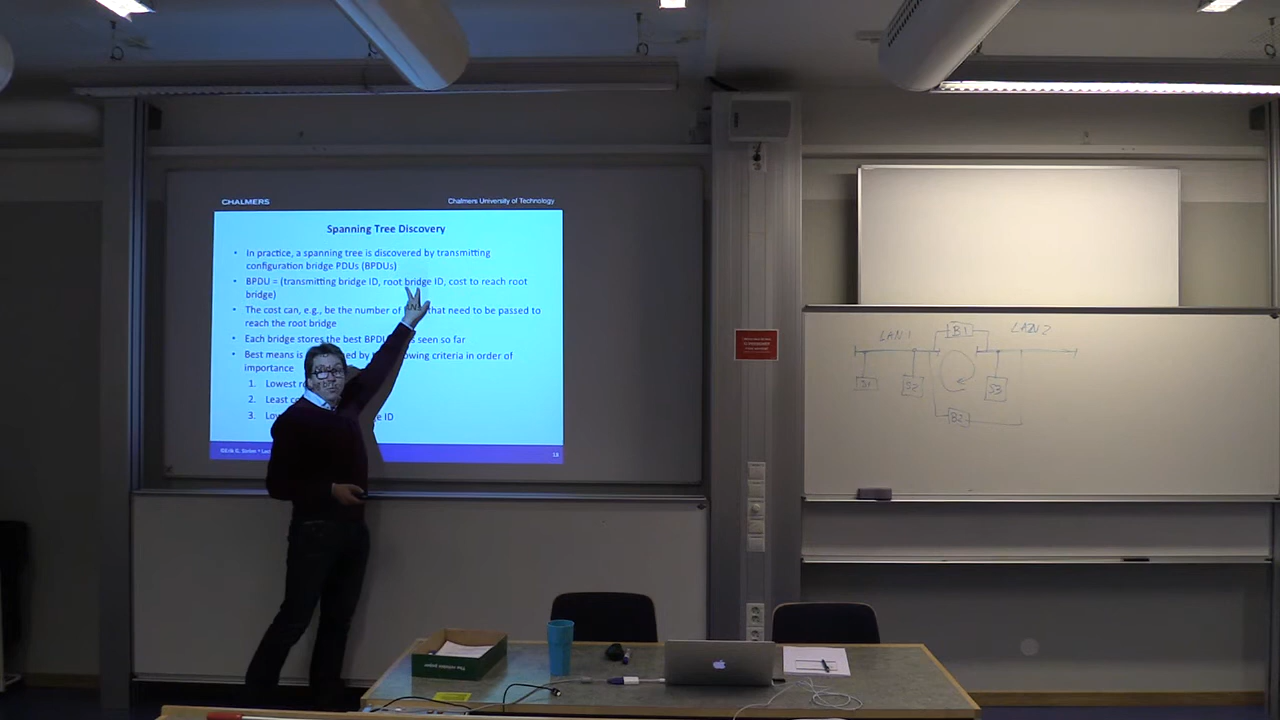 CHALMERS
Chalmers University of Technology
Spanning Tree Discovery
• In practice, a spanning tree is discovered by transmitting
configuration bridge PDUs (BPDUs)
• BPDU = (transmitting bridge ID, root bridge ID, cost to reach root
bridge)
• The cost can, e.g., be the number of that need to be passed to
reach the root bridge
• Each bridge stores the best BPDU seen so far
• Best means is by criteria in order of
importance
1. Lowest
2. Least
3. ID
18
LAN1
B1
LAN2
S1
S2
S3
B2